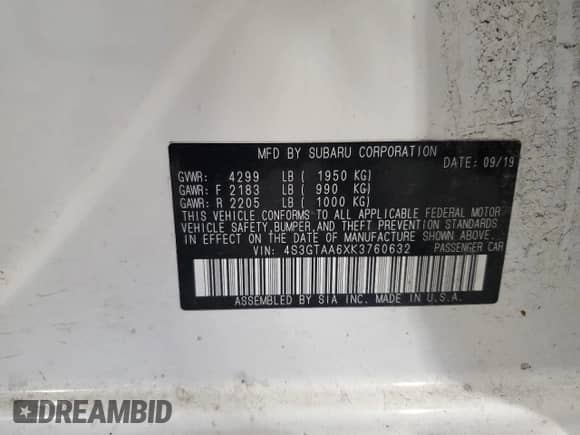 MFD BY SUBARU CORPORATION
DATE: 09/19
GVWR: 4299 LB ( 1950 KG)
GAWR: F 2183 LB ( 990 KG)
GAWR: R 2205 LB ( 1000 KG)
THIS VEHICLE CONFORMS TO ALL APPLICABLE FEDERAL MOTOR
VEHICLE SAFETY,BUMPER,AND THEFT PREVENTION STANDARDS
IN EFFECT ON THE DATE OF MANUFACTURE SHOWN ABOVE.
VIN: 4S3GTAA6XK3760632 PASSENGER CAR
ASSEMBLED BY SIA INC. MADE IN U.S.A.
DREAMBID